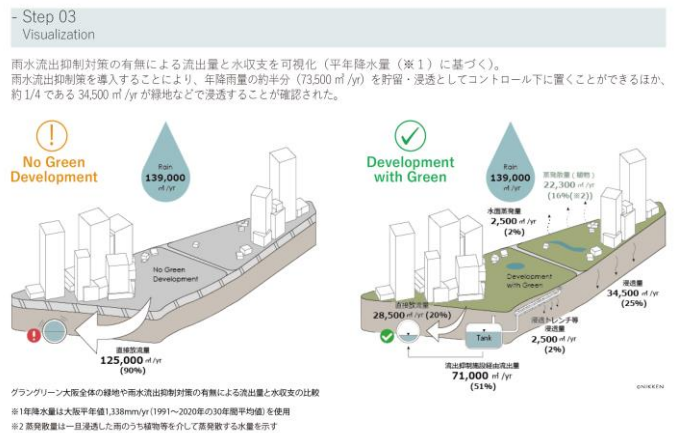 - Step 03
Visualization
雨水流出抑制対策の有無による流出量と水収支を可視化（平年降水量（※1）に基づく）。
雨水流出抑制策を導入することにより、年降雨量の約半分（73,500 ㎥/yr）を貯留・浸透としてコントロール下に置くことができるほか、
約 1/4 である 34,500 ㎥/yr が緑地などで浸透することが確認された。
No Green
Development
Rain
139,000
㎥/yr
No Green
Development
直接放流量
125,000 ㎥/yr
(90%)
Development
with Green
Rain
139,000
㎥/yr
蒸発散量（植物）
22,300 ㎥/yr
(16%(※2))
水面蒸発量
2,500 ㎥/yr
(2%)
Development
with Green
浸透量
34,500 ㎥/yr
(25%)
直接放流量
28,500 ㎥/yr (20%)
Tank
浸透トレンチ等
浸透量
2,500 ㎥/yr
(2%)
流出抑制施設経由流出量
71,000 ㎥/yr
(51%)
©NIKKEN
グラングリーン大阪全体の緑地や雨水流出抑制対策の有無による流出量と水収支の比較
※1年降水量は大阪平年値1,338mm/yr（1991～2020年の30年間平均値）を使用
※2 蒸発散量は一旦浸透した雨のうち植物等を介して蒸発散する水量を示す